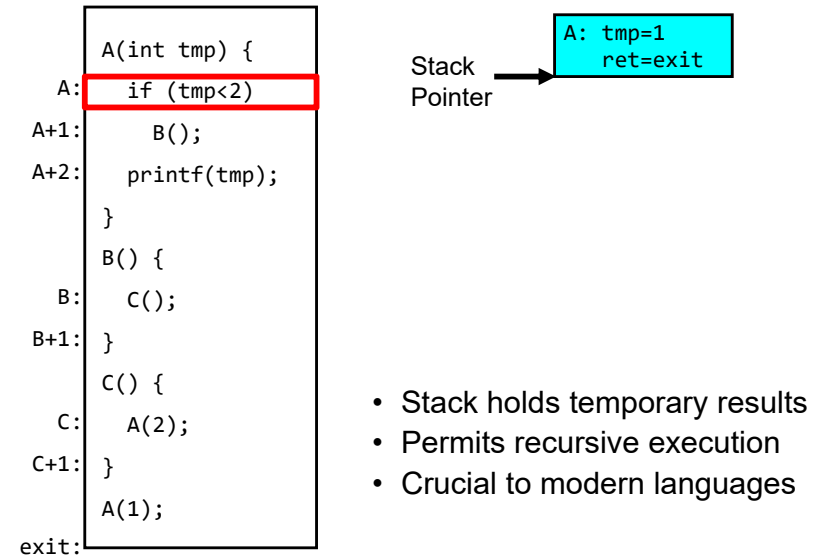 A(int tmp) {
A: if (tmp<2)
A+1: B();
A+2: printf(tmp);
}
B() {
B: C();
B+1: }
C() {
C: A(2);
C+1: }
A(1);
exit:
Stack
Pointer
A: tmp=1
ret=exit
• Stack holds temporary results
• Permits recursive execution
• Crucial to modern languages